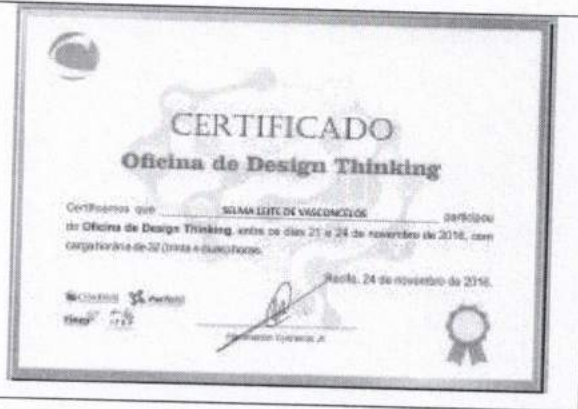 CERTIFICADO
Oficina de Design Thinking
Certificamos que SELMA LEITE DE VASCONCELOS participou
da Oficina de Design Thinking, entre os dias 21 e 24 de novembro de 2016, com
carga horária de 32 (trinta e duas) horas.
Recife, 24 de novembro de 2016.